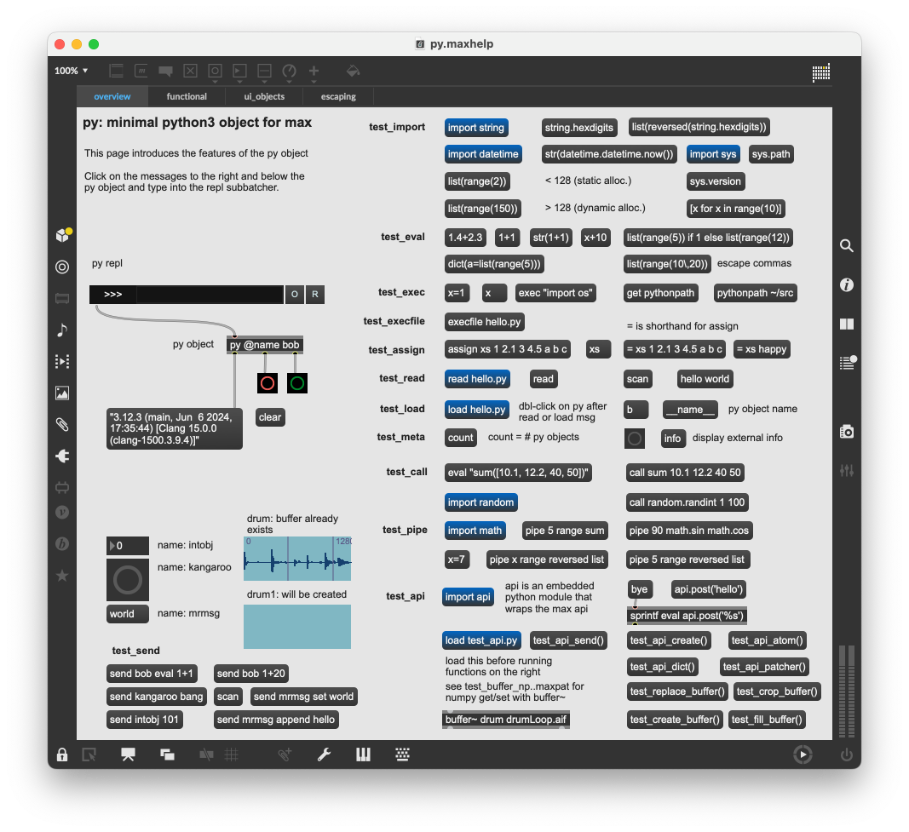 py.maxhelp
100%
overview
functional
ui_objects
escaping
py: minimal python3 object for max
This page introduces the features of the py object
Click on the messages to the right and below the
py object and type into the repl subbatcher.
py repl
>>>
O
R
py object
py @name bob
"3.12.3 (main, Jun  6 2024,
17:35:44) [Clang 15.0.0
(clang-1500.3.9.4)]"
clear
test_import
import string
string.hexdigits
list(reversed(string.hexdigits))
import datetime
str(datetime.datetime.now())
import sys
sys.path
list(range(2))
< 128 (static alloc.)
sys.version
list(range(150))
> 128 (dynamic alloc.)
[x for x in range(10)]
test_eval
1.4+2.3
1+1
str(1+1)
x+10
list(range(5)) if 1 else list(range(12))
dict(a=list(range(5)))
list(range(10\,20))
escape commas
test_exec
x=1
x
exec "import os"
get pythonpath
pythonpath ~/src
test_execfile
execfile hello.py
= is shorthand for assign
test_assign
assign xs 1 2.1 3 4.5 a b c
xs
= xs 1 2.1 3 4.5 a b c
= xs happy
test_read
read hello.py
read
scan
hello world
test_load
load hello.py
dbl-click on py after
read or load msg
b
__name__
py object name
test_meta
count
count = # py objects
info
display external info
test_call
eval "sum([10.1, 12.2, 40, 50])"
call sum 10.1 12.2 40 50
import random
call random.randint 1 100
test_pipe
import math
pipe 5 range sum
pipe 90 math.sin math.cos
x=7
pipe x range reversed list
pipe 5 range reversed list
test_api
import api
api is an embedded
python module that
wraps the max api
bye
api.post('hello')
sprintf eval api.post('%s')
load test_api.py
test_api_send()
test_api_create()
test_api_atom()
load this before running
functions on the right
test_api_dict()
test_api_patcher()
see test_buffer_np..maxpat for
numpy get/set with buffer~
test_replace_buffer()
test_crop_buffer()
buffer~ drum drumLoop.aif
test_create_buffer()
test_fill_buffer()
drum: buffer already
exists
0
name: intobj
0
128
name: kangaroo
drum1: will be created
world
name: mrmsg
test_send
send bob eval 1+1
send bob 1+20
send kangaroo bang
scan
send mrmsg set world
send intobj 101
send mrmsg append hello